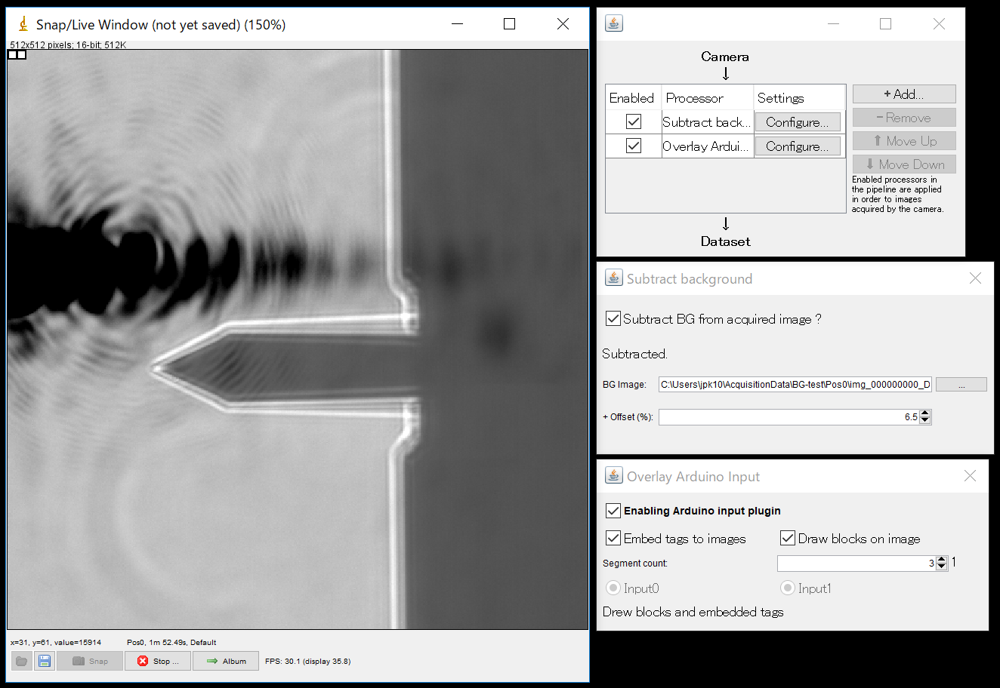 Snap/Live Window (not yet saved) (150%)
512x512 pixels; 16-bit; 512K
x=31, y=61, value=15914 Pos0, 1m 52.49s, Default
Snap Stop ... Album FPS: 30.1 (display 35.8)
Camera
↓
Enabled Processor Settings
Subtract back... Configure...
Overlay Ardui... Configure...
+ Add...
− Remove
⬆ Move Up
⬇ Move Down
Enabled processors in
the pipeline are applied
in order to images
acquired by the camera.
↓
Dataset
Subtract background
Subtract BG from acquired image ?
Subtracted.
BG Image: C:\Users\jpk10\AcquisitionData\BG-test\Pos0\img_000000000_D ...
+ Offset (%): 6.5
Overlay Arduino Input
Enabling Arduino input plugin
Embed tags to images Draw blocks on image
Segment count: 3 1
Input0 Input1
Drew blocks and embedded tags